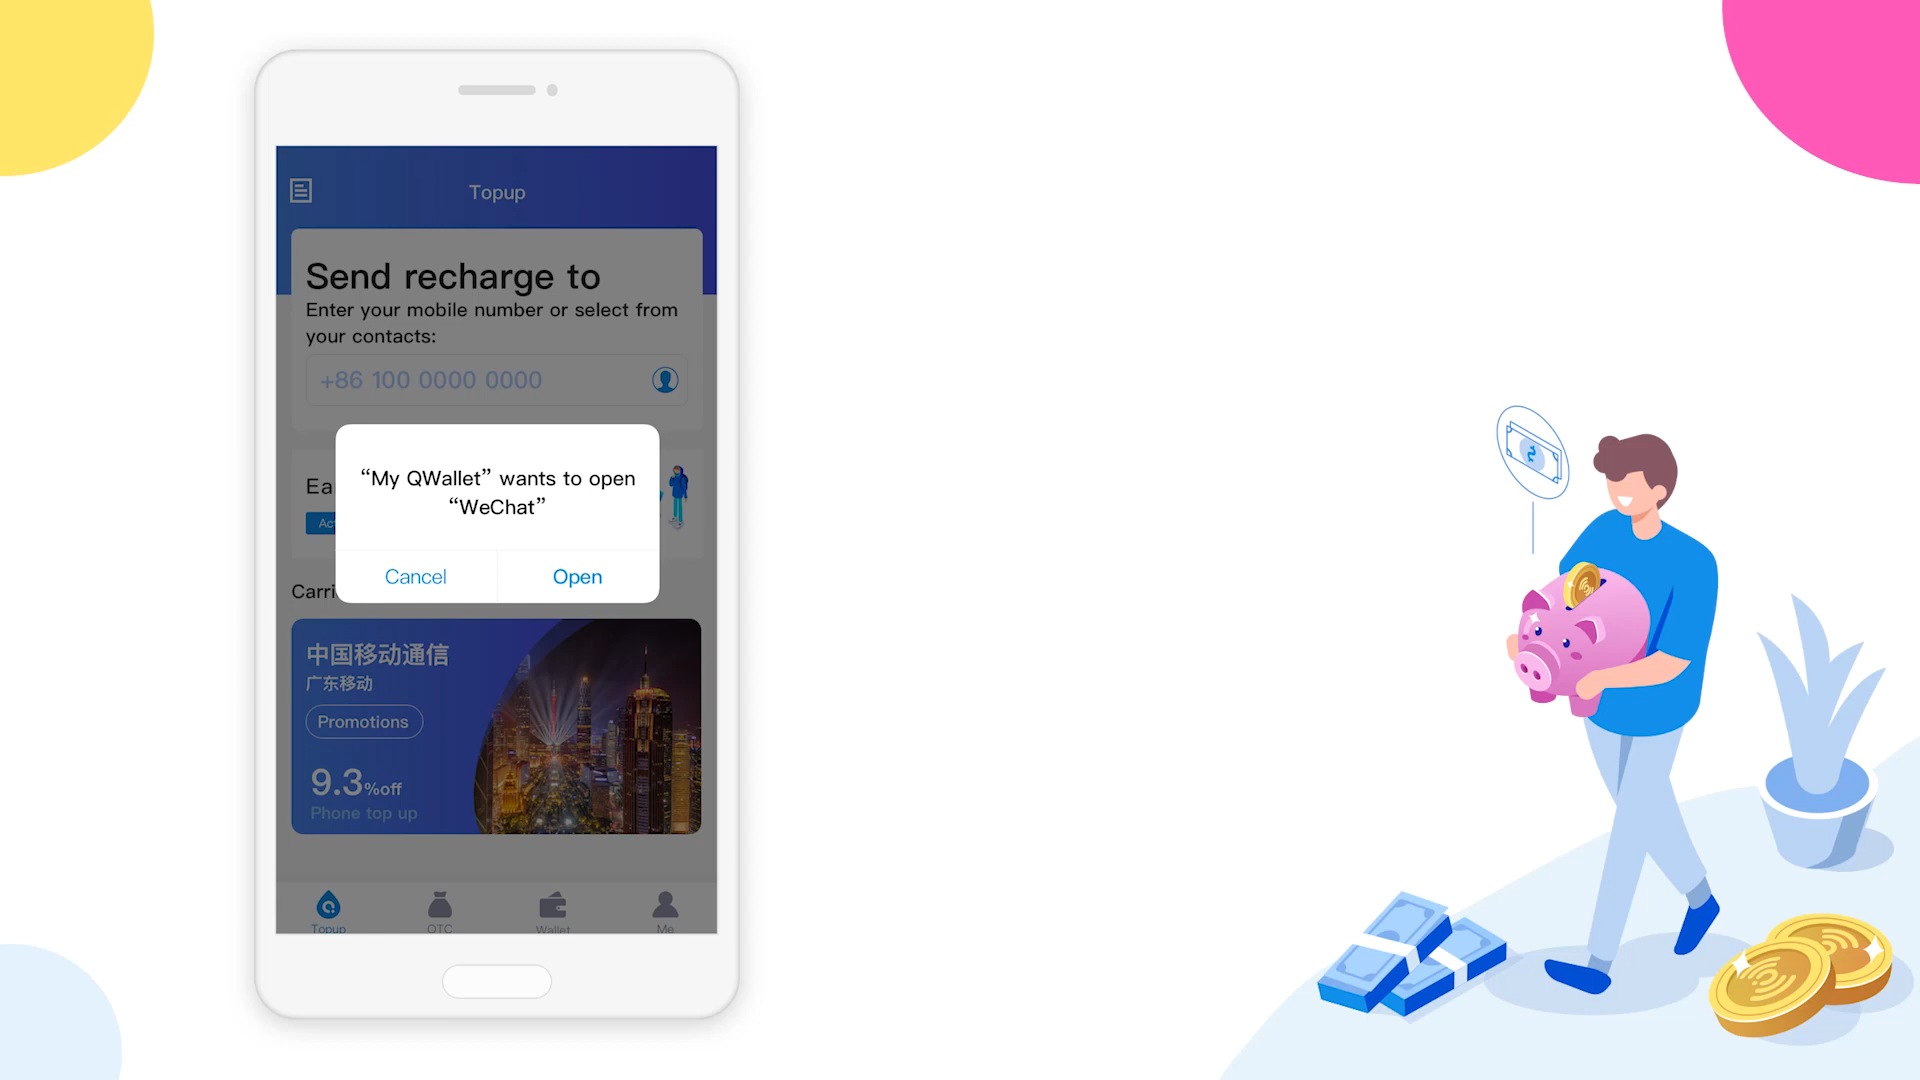 Topup
Send recharge to
Enter your mobile number or select from
your contacts:
+86 100 0000 0000
“My QWallet” wants to open
“WeChat”
Cancel
Open
中国移动通信
广东移动
Promotions
9.3%off
Phone top up
Topup
OTC
Wallet
Me